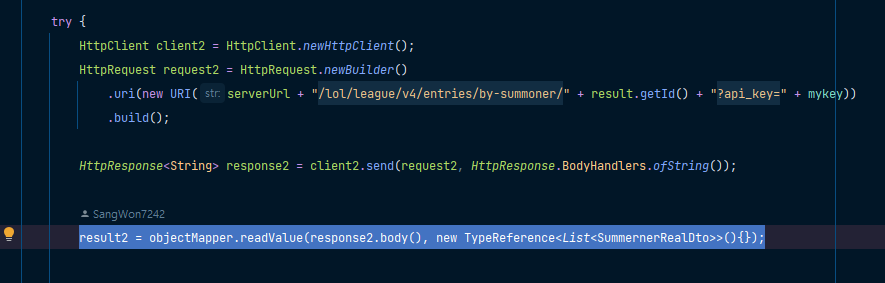 try {
HttpClient client2 = HttpClient.newHttpClient();
HttpRequest request2 = HttpRequest.newBuilder()
.uri(new URI( str: serverUrl + "/lol/league/v4/entries/by-summoner/" + result.getId() + "?api_key=" + mykey))
.build();
HttpResponse<String> response2 = client2.send(request2, HttpResponse.BodyHandlers.ofString());
SangWon7242
result2 = objectMapper.readValue(response2.body(), new TypeReference<List<SummernerRealDto>>(){});